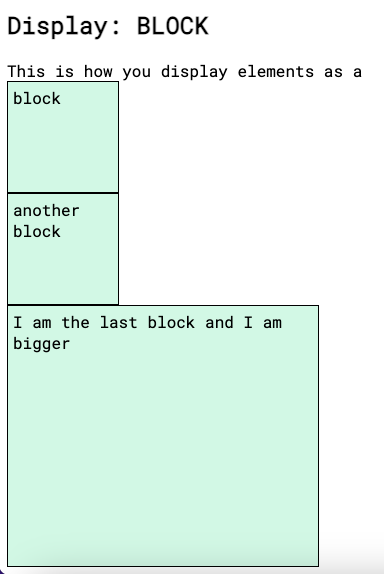 Display: BLOCK
This is how you display elements as a
block
another
block
I am the last block and I am
bigger